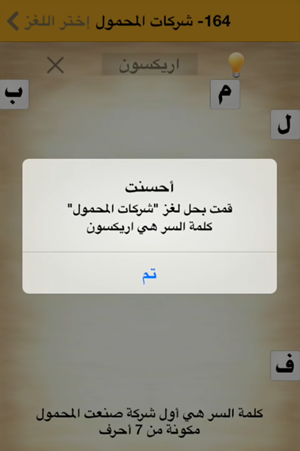 164- شركات المحمول إختر اللغز
اريكسون
ب
م
ل
أحسنت
قمت بحل لغز "شركات المحمول"
كلمة السر هي اريكسون
تم
ف
كلمة السر هي أول شركة صنعت المحمول
مكونة من 7 أحرف